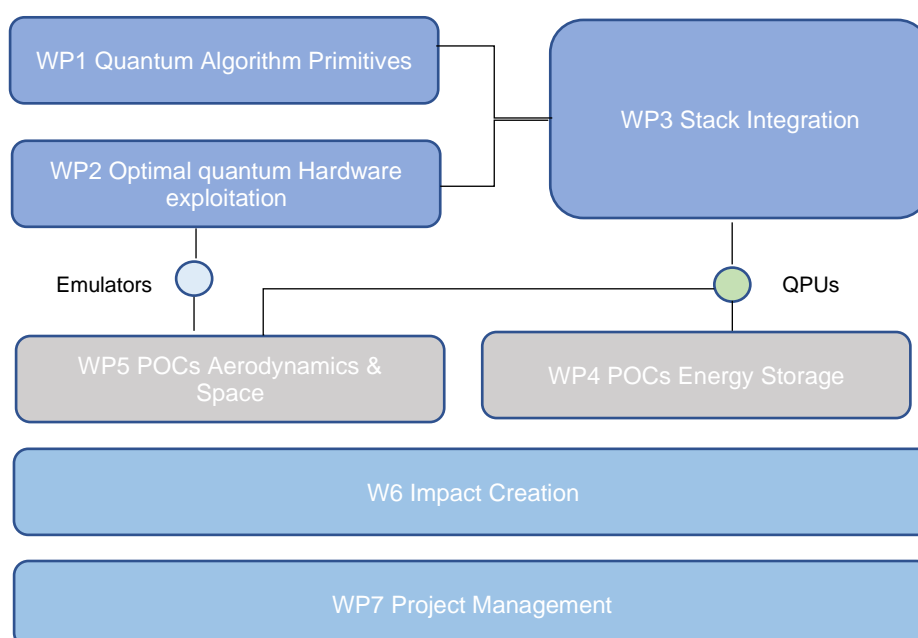 WP1 Quantum Algorithm Primitives
WP3 Stack Integration
WP2 Optimal quantum Hardware
exploitation
Emulators
QPUs
WP5 POCs Aerodynamics &
Space
WP4 POCs Energy Storage
W6 Impact Creation
WP7 Project Management